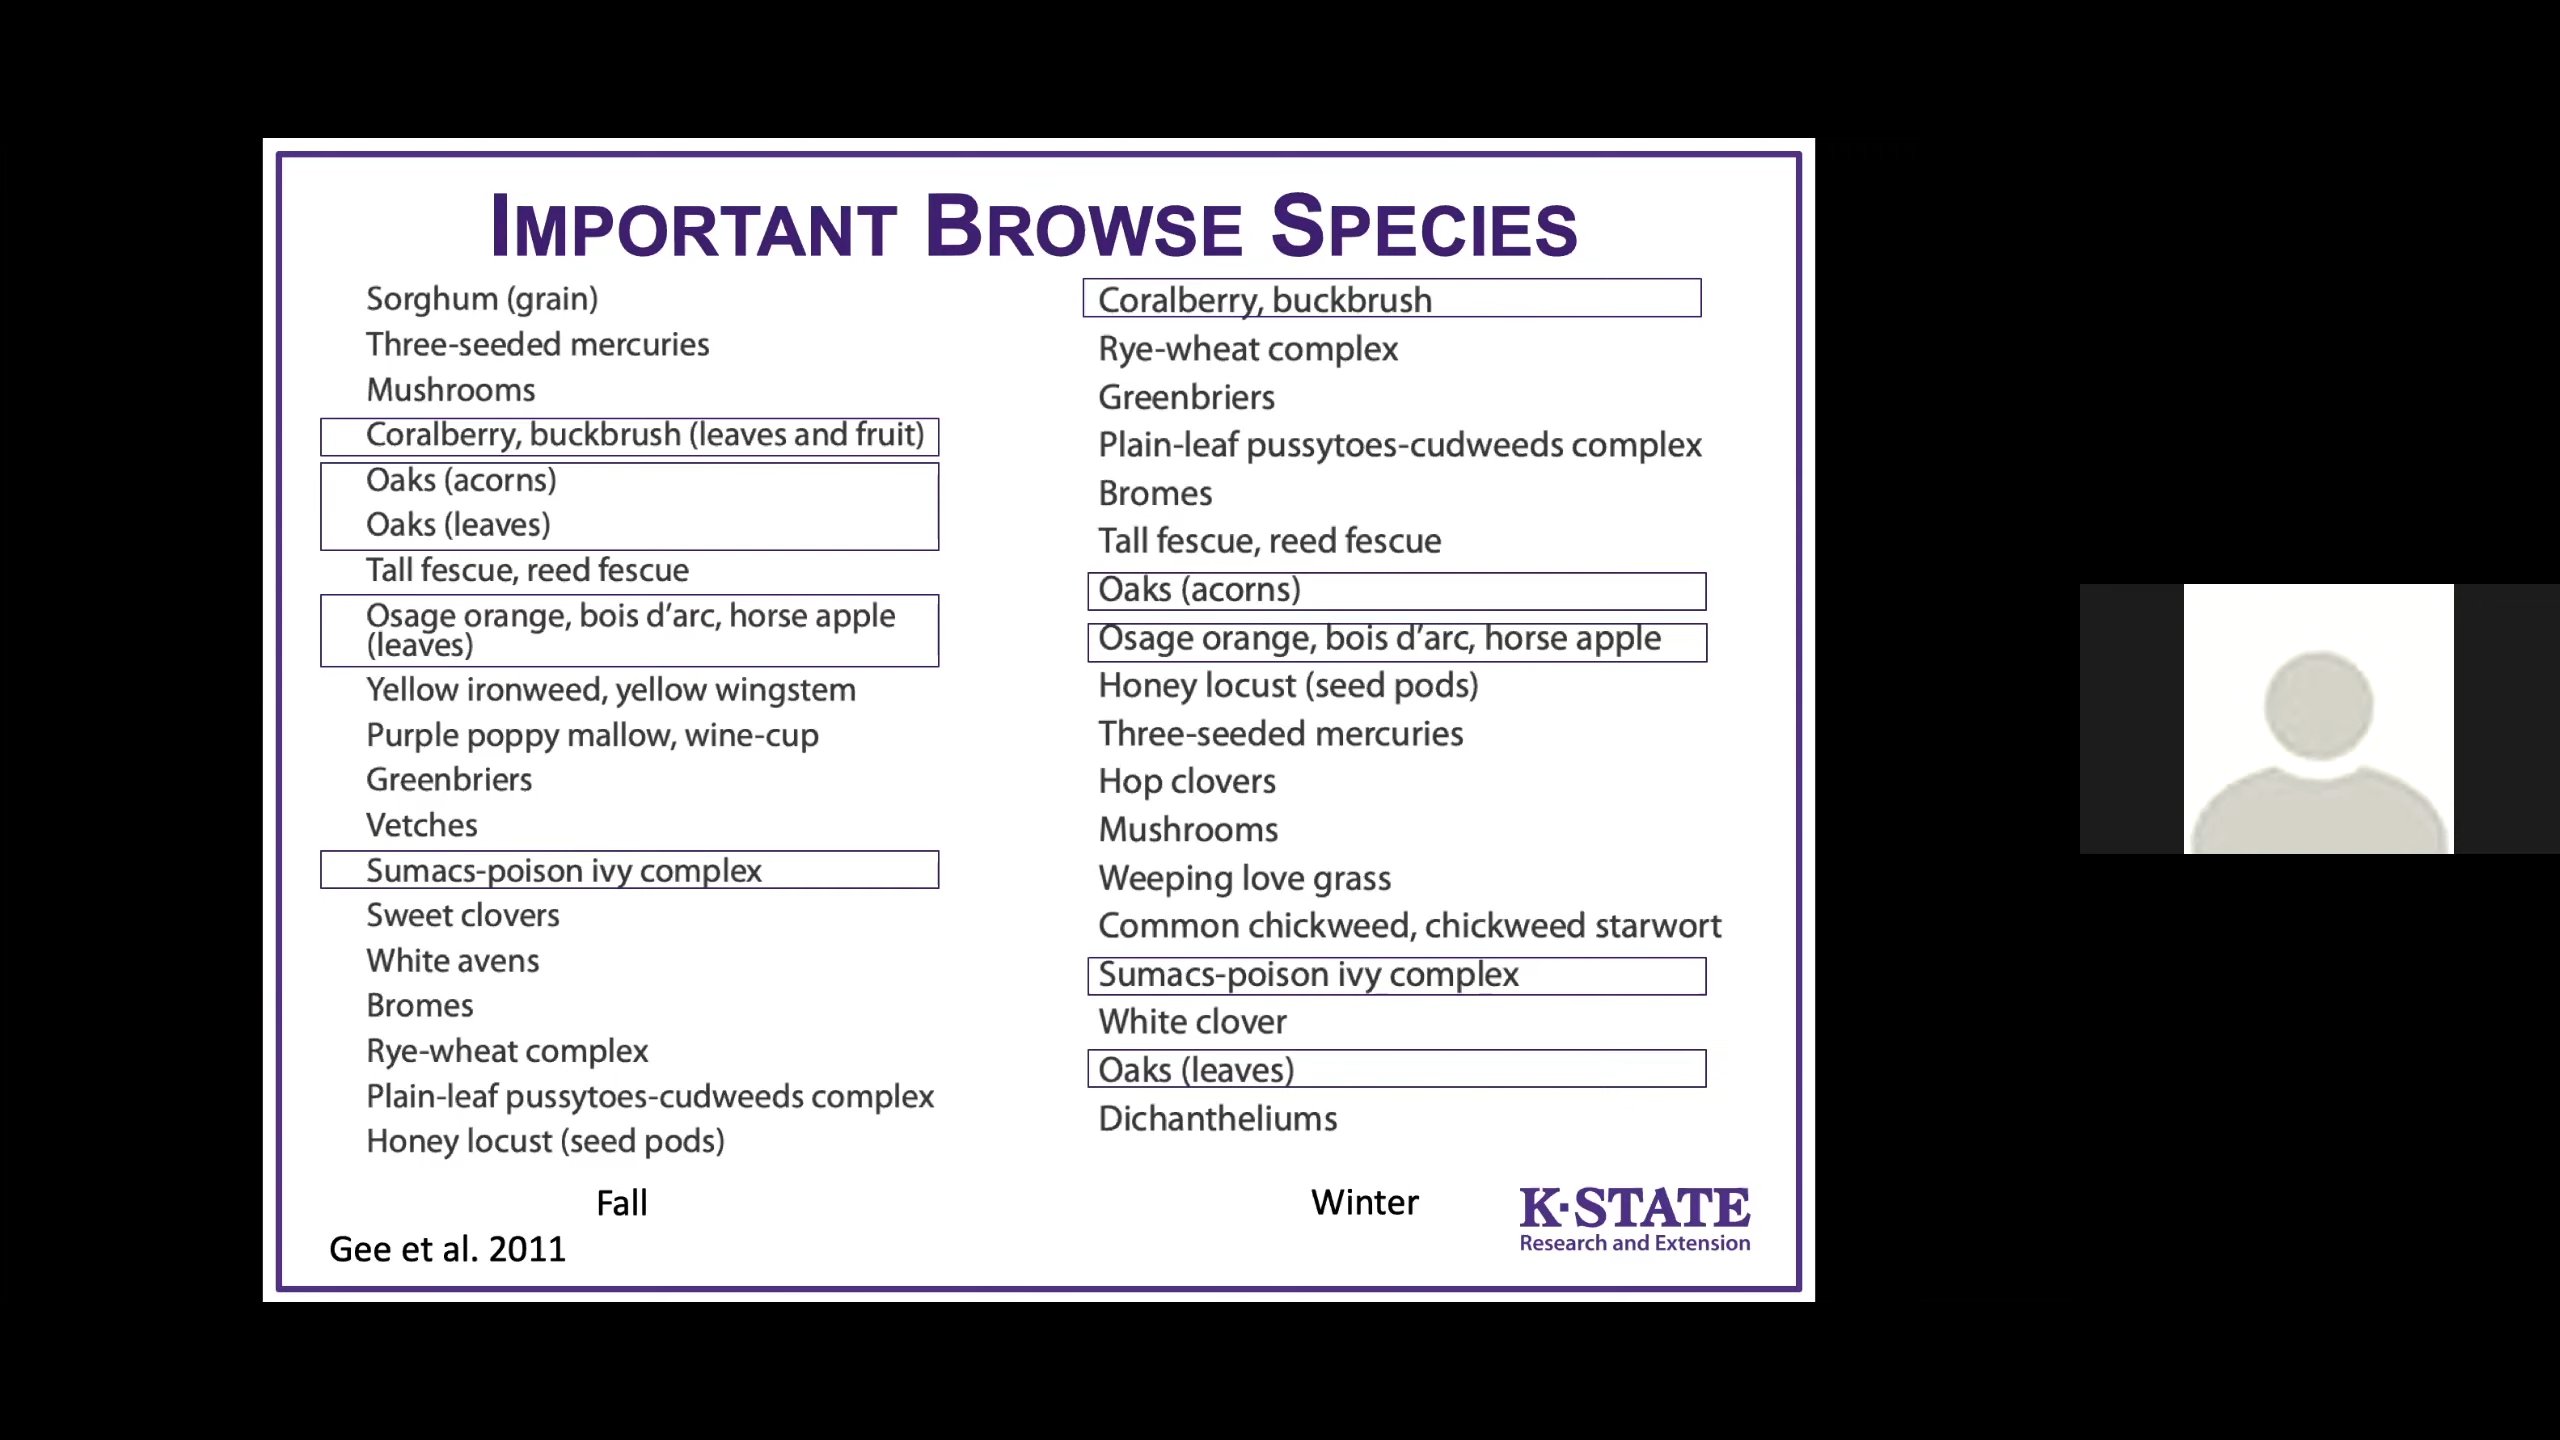 IMPORTANT BROWSE SPECIES
Sorghum (grain)
Three-seeded mercuries
Mushrooms
Coralberry, buckbrush (leaves and fruit)
Oaks (acorns)
Oaks (leaves)
Tall fescue, reed fescue
Osage orange, bois d’arc, horse apple
(leaves)
Yellow ironweed, yellow wingstem
Purple poppy mallow, wine-cup
Greenbriers
Vetches
Sumacs-poison ivy complex
Sweet clovers
White avens
Bromes
Rye-wheat complex
Plain-leaf pussytoes-cudweeds complex
Honey locust (seed pods)
Fall
Coralberry, buckbrush
Rye-wheat complex
Greenbriers
Plain-leaf pussytoes-cudweeds complex
Bromes
Tall fescue, reed fescue
Oaks (acorns)
Osage orange, bois d’arc, horse apple
Honey locust (seed pods)
Three-seeded mercuries
Hop clovers
Mushrooms
Weeping love grass
Common chickweed, chickweed starwort
Sumacs-poison ivy complex
White clover
Oaks (leaves)
Dichantheliums
Winter
Gee et al. 2011
K·STATE
Research and Extension